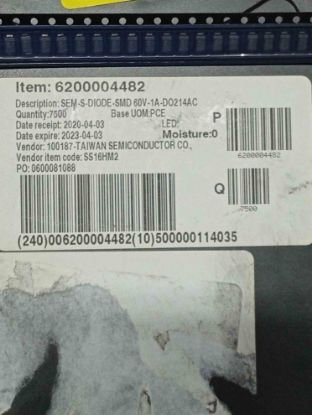 Item: 6200004482
Description: SEM-S-DIODE-SMD 60V-1A-DO214AC
Quantity:7500 Base UOM:PCE
Date receipt: 2020-04-03 LED:
Date expire: 2023-04-03 Moisture:0
Vendor: 100187-TAIWAN SEMICONDUCTOR CO.,
Vendor item code: SS16HM2
PO: 0600081088
P
6200004482
Q
7500
(240)006200004482(10)500000114035